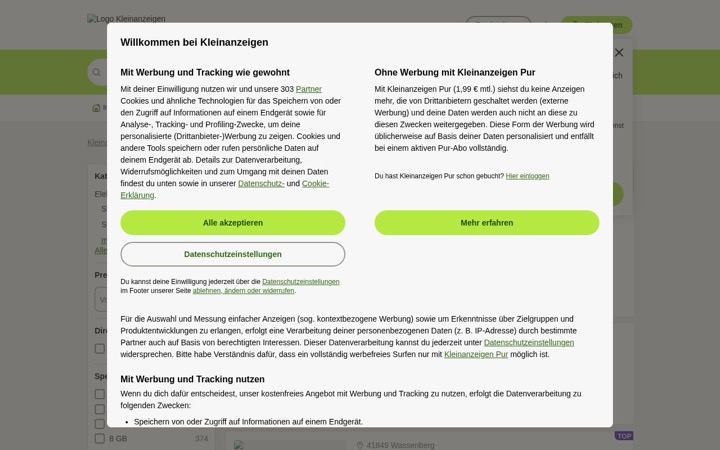 Logo Kleinanzeigen
Willkommen bei Kleinanzeigen
Mit Werbung und Tracking wie gewohnt
Mit deiner Einwilligung nutzen wir und unsere 303 Partner
Cookies und ähnliche Technologien für das Speichern von oder
den Zugriff auf Informationen auf einem Endgerät sowie für
Analyse-, Tracking- und Profiling-Zwecke, um deine
personalisierte (Drittanbieter-)Werbung zu zeigen. Cookies und
andere Tools speichern oder rufen persönliche Daten auf
deinem Endgerät ab. Details zur Datenverarbeitung,
Widerrufsmöglichkeiten und zum Umgang mit deinen Daten
findest du unten sowie in unserer Datenschutz- und Cookie-
Erklärung.
Alle akzeptieren
Datenschutzeinstellungen
Du kannst deine Einwilligung jederzeit über die Datenschutzeinstellungen
im Footer unserer Seite ablehnen, ändern oder widerrufen.
Ohne Werbung mit Kleinanzeigen Pur
Mit Kleinanzeigen Pur (1,99 € mtl.) siehst du keine Anzeigen
mehr, die von Drittanbietern geschaltet werden (externe
Werbung) und deine Daten werden auch nicht an diese zu
diesen Zwecken weitergegeben. Diese Form der Werbung wird
üblicherweise auf Basis deiner Daten personalisiert und entfällt
bei einem aktiven Pur-Abo vollständig.
Du hast Kleinanzeigen Pur schon gebucht? Hier einloggen
Mehr erfahren
Für die Auswahl und Messung einfacher Anzeigen (sog. kontextbezogene Werbung) sowie um Erkenntnisse über Zielgruppen und
Produktentwicklungen zu erlangen, erfolgt eine Verarbeitung deiner personenbezogenen Daten (z. B. IP-Adresse) durch bestimmte
Partner auch auf Basis von berechtigten Interessen. Dieser Datenverarbeitung kannst du jederzeit unter Datenschutzeinstellungen
widersprechen. Bitte habe Verständnis dafür, dass ein vollständig werbefreies Surfen nur mit Kleinanzeigen Pur möglich ist.
Mit Werbung und Tracking nutzen
Wenn du dich dafür entscheidest, unser kostenfreies Angebot mit Werbung und Tracking zu nutzen, erfolgt die Datenverarbeitung zu
folgenden Zwecken:
• Speichern von oder Zugriff auf Informationen auf einem Endgerät.
8 GB 374
41849 Wassenberg
TOP